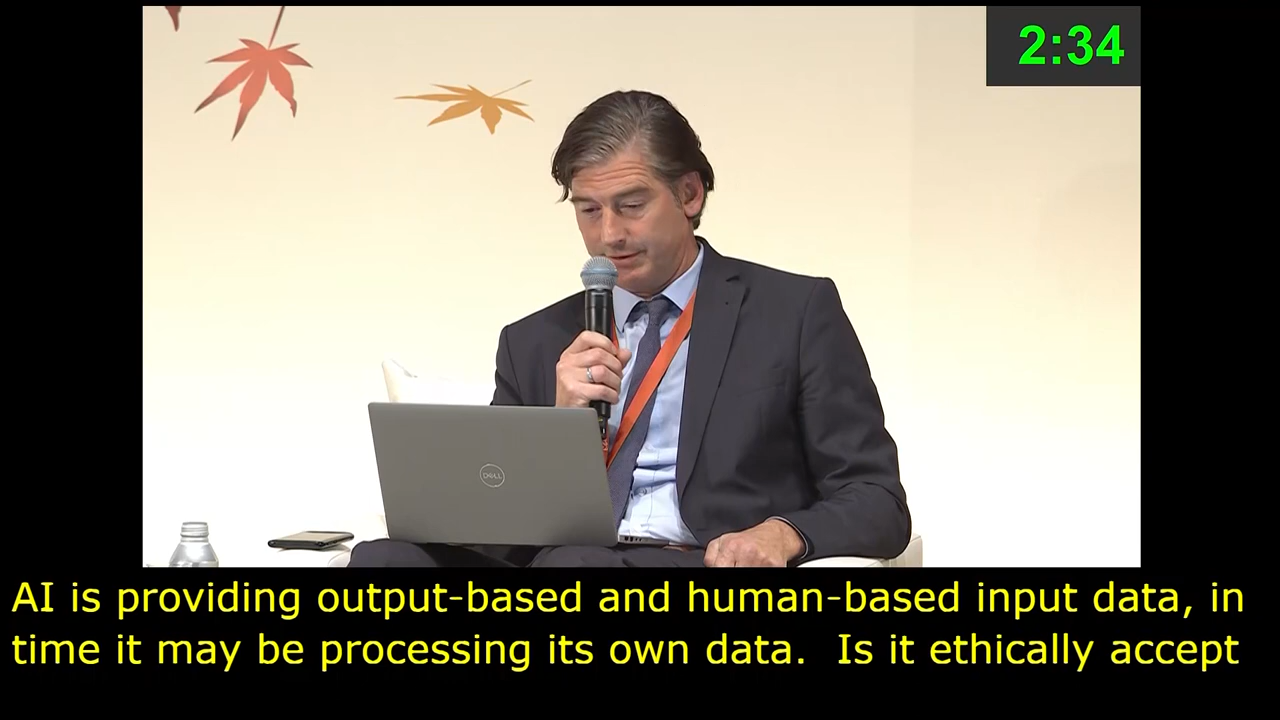 2:34
DELL
AI is providing output-based and human-based input data, in
time it may be processing its own data.  Is it ethically accept